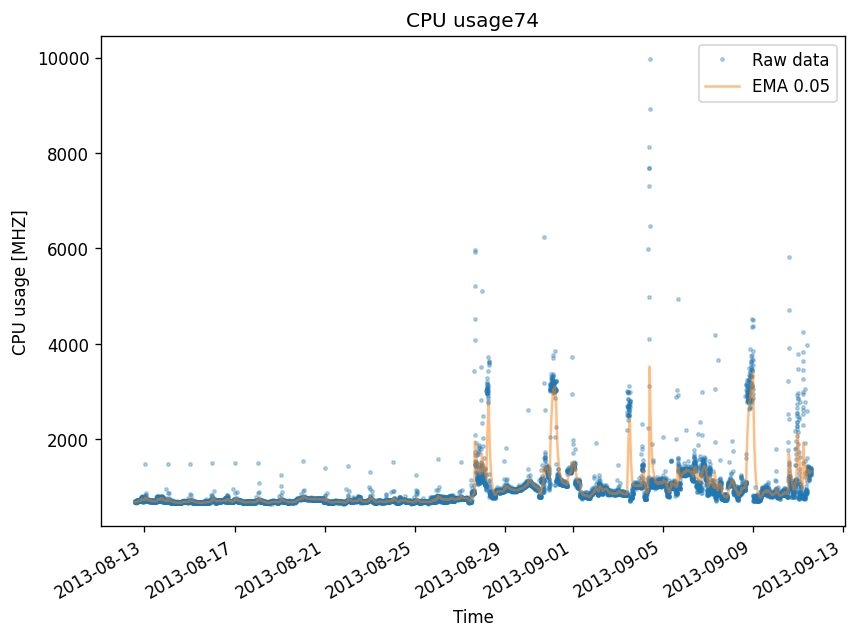 CPU usage74
Raw data
EMA 0.05
CPU usage [MHZ]
10000
8000
6000
4000
2000
2013-08-13
2013-08-17
2013-08-21
2013-08-25
2013-08-29
2013-09-01
2013-09-05
2013-09-09
2013-09-13
Time